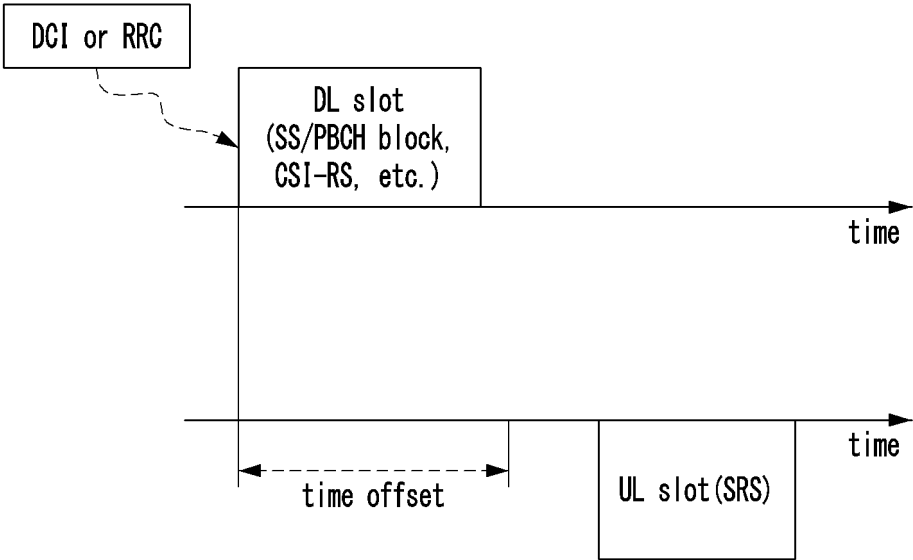 DCI or RRC
DL slot
(SS/PBCH block,
CSI-RS, etc.)
time
time
time offset
UL slot(SRS)